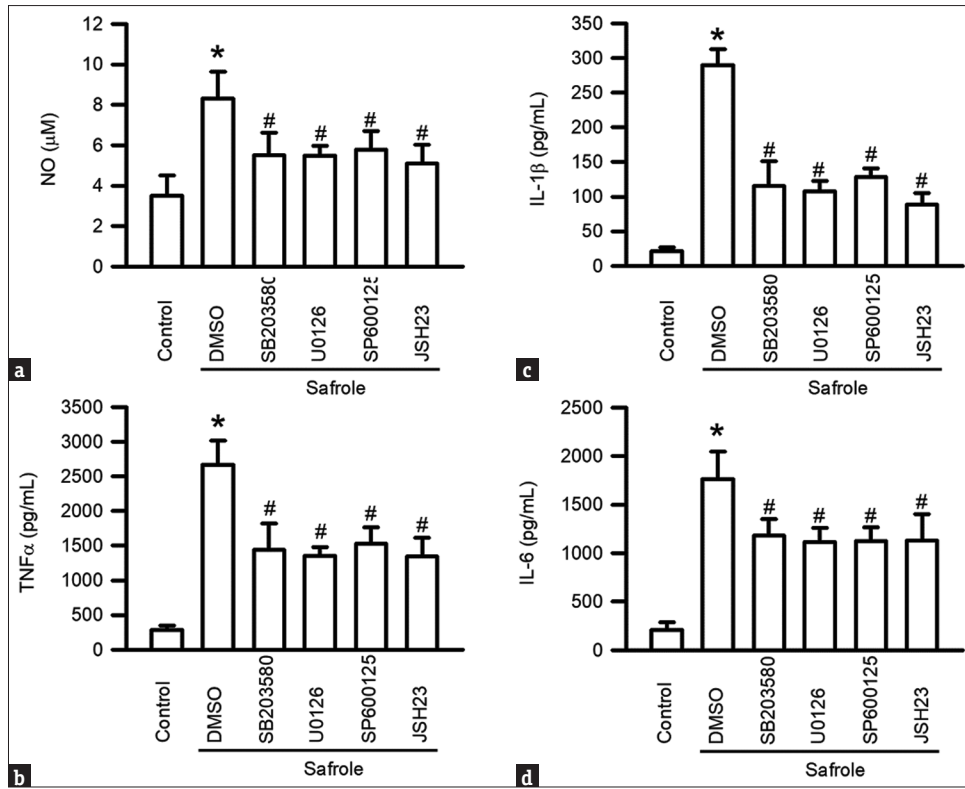 12
10
8
6
4
2
0
NO (μM)
*
#
#
#
#
Control
DMSO
SB203580
U0126
SP600125
JSH23
Safrole
a
350
300
250
200
150
100
50
0
IL-1β (pg/mL)
*
#
#
#
#
Control
DMSO
SB203580
U0126
SP600125
JSH23
Safrole
c
3500
3000
2500
2000
1500
1000
500
0
TNFα (pg/mL)
*
#
#
#
#
Control
DMSO
SB203580
U0126
SP600125
JSH23
Safrole
b
2500
2000
1500
1000
500
0
IL-6 (pg/mL)
*
#
#
#
#
Control
DMSO
SB203580
U0126
SP600125
JSH23
Safrole
d